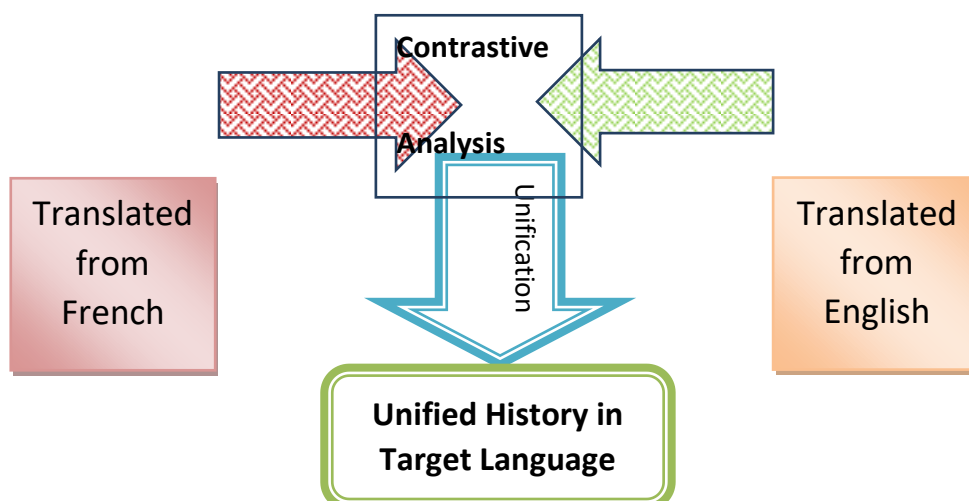 Contrastive
Analysis
Translated
from
French
Unification
Translated
from
English
Unified History in
Target Language